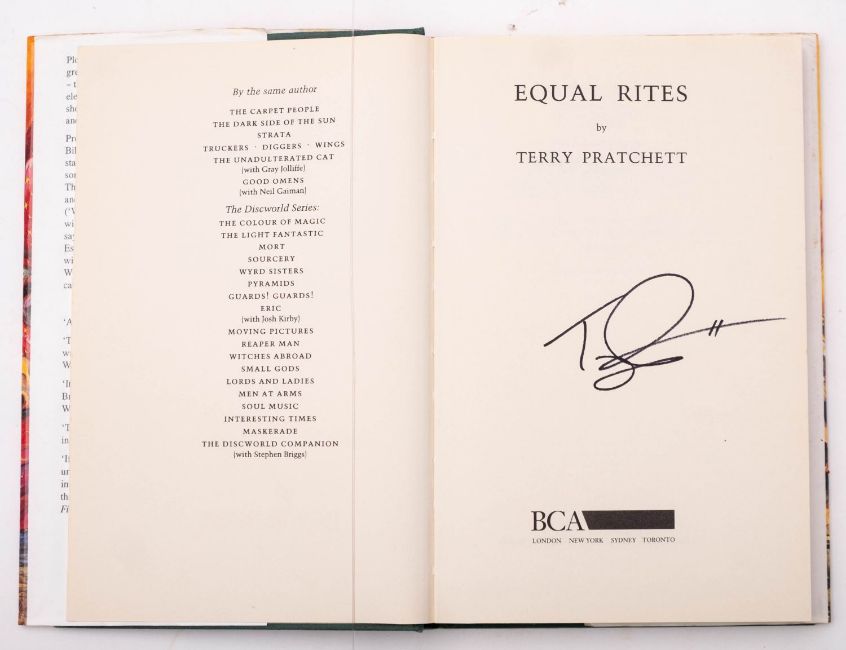 By the same author
THE CARPET PEOPLE
THE DARK SIDE OF THE SUN
STRATA
TRUCKERS · DIGGERS · WINGS
THE UNADULTERATED CAT
(with Gray Jolliffe)
GOOD OMENS
(with Neil Gaiman)
The Discworld Series:
THE COLOUR OF MAGIC
THE LIGHT FANTASTIC
MORT
SOURCERY
WYRD SISTERS
PYRAMIDS
GUARDS! GUARDS!
ERIC
(with Josh Kirby)
MOVING PICTURES
REAPER MAN
WITCHES ABROAD
SMALL GODS
LORDS AND LADIES
MEN AT ARMS
SOUL MUSIC
INTERESTING TIMES
MASKERADE
THE DISCWORLD COMPANION
(with Stephen Briggs)
EQUAL RITES
by
TERRY PRATCHETT
BCA
LONDON NEW YORK SYDNEY TORONTO